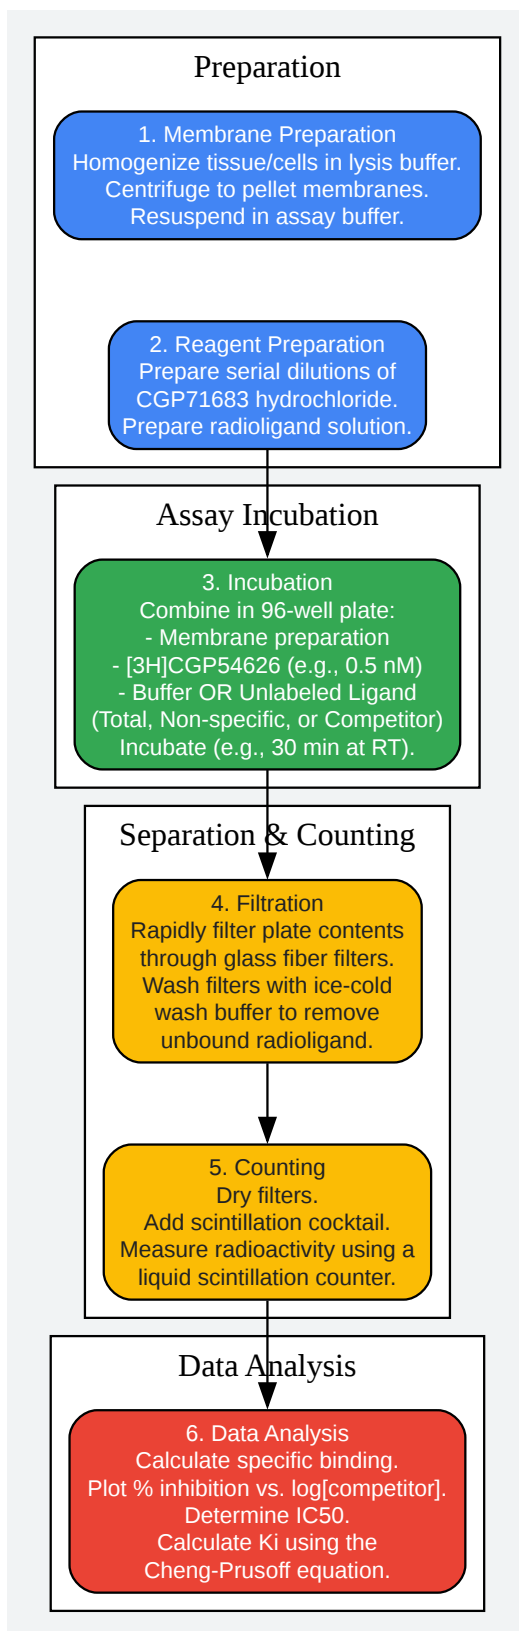 Preparation
1. Membrane Preparation
Homogenize tissue/cells in lysis buffer.
Centrifuge to pellet membranes.
Resuspend in assay buffer.
2. Reagent Preparation
Prepare serial dilutions of
CGP71683 hydrochloride.
Prepare radioligand solution.
Assay Incubation
3. Incubation
Combine in 96-well plate:
- Membrane preparation
- [3H]CGP54626 (e.g., 0.5 nM)
- Buffer OR Unlabeled Ligand
(Total, Non-specific, or Competitor)
Incubate (e.g., 30 min at RT).
Separation & Counting
4. Filtration
Rapidly filter plate contents
through glass fiber filters.
Wash filters with ice-cold
wash buffer to remove
unbound radioligand.
5. Counting
Dry filters.
Add scintillation cocktail.
Measure radioactivity using a
liquid scintillation counter.
Data Analysis
6. Data Analysis
Calculate specific binding.
Plot % inhibition vs. log[competitor].
Determine IC50.
Calculate Ki using the
Cheng-Prusoff equation.